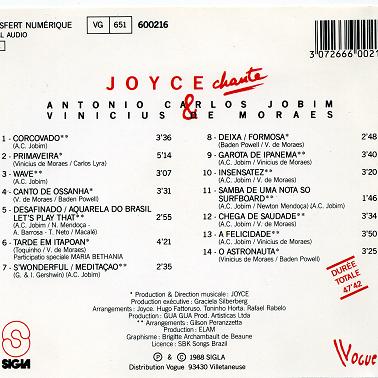 SFERT NUMÉRIQUE
L AUDIO
VG 651 600216
3 072666 0021
JOYCE chante
ANTONIO CARLOS JOBIM
&
VINICIUS DE MORAES
1 - CORCOVADO** 3'36
(A.C. Jobim)
2 - PRIMAVERA* 5'14
(Vinicius de Moraes / Carlos Lyra)
3 - WAVE** 3'07
(A.C. Jobim)
4 - CANTO DE OSSANHA* 3'31
(Vinicius de Moraes / Baden Powell)
5 - DESAFINADO / AQUARELA DO BRASIL
LET'S PLAY THAT** 2'55
(A.C. Jobim / N. Mendoça -
A. Barrosa - T. Neto / Macalé)
6 - TARDE EM ITAPOAN* 4'21
(Toquinho / V. de Moraes)
Participatio speciale MARIA BETHANIA
7 - S'WONDERFUL / MEDITAÇAO** 2'35
(G. & I. Gershwin) (A.C. Jobim)
8 - DEIXA / FORMOSA* 2'48
(Baden Powell / V. de Moraes)
9 - GAROTA DE IPANEMA** 3'40
(A.C. Jobim / V. de Moraes)
10 - INSENSATEZ** 3'20
(A.C. Jobim / V. de Moraes)
11 - SAMBA DE UMA NOTA SO
SURFBOARD** 1'46
(A.C. Jobim / Newton Mendoça) (A.C. Jobim)
12 - CHEGA DE SAUDADE** 3'34
(A.C. Jobim / V. de Moraes)
13 - A FELICIDADE** 3'50
(A.C. Jobim / Vinicius de Moraes)
14 - O ASTRONAUTA* 3'25
(Vinicius de Moraes / Baden Powell)
DURÉE
TOTALE
47'42
* Production & Direction musicale : JOYCE
Production exécutive : Graciela Silberberg
Arrangements : Joyce. Hugo Fattoruso. Toninho Horta. Rafael Rabelo
Production : GUA GUA Prod. Artisticos Ltda
** Arrangements : Gilson Peranzzetta
Production : ELAM
Graphisme : Brigitte Archambault de Beaune
Licence : SBK Songs Brazil
℗ & © 1988 SIGLA
Distribution Vogue 93430 Villetaneuse
SIGLA
Vogue